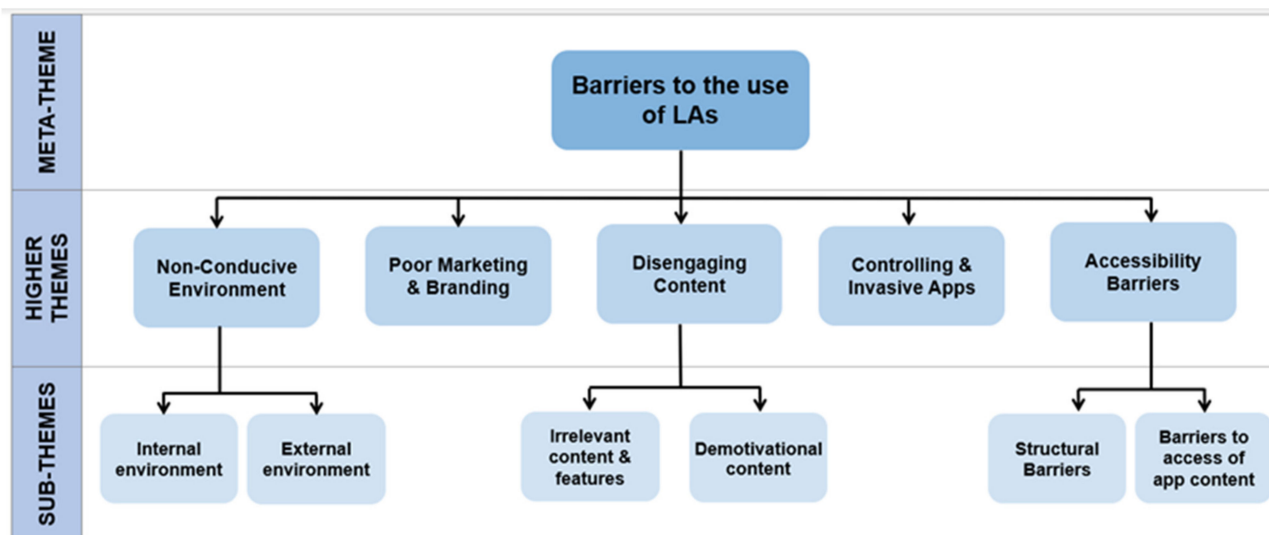 META-THEME
Barriers to the use
of LAs
HIGHER
THEMES
Non-Conducive
Environment
Poor Marketing
& Branding
Disengaging
Content
Controlling &
Invasive Apps
Accessibility
Barriers
SUB-THEMES
Internal
environment
External
environment
Irrelevant
content &
features
Demotivational
content
Structural
Barriers
Barriers to
access of
app content